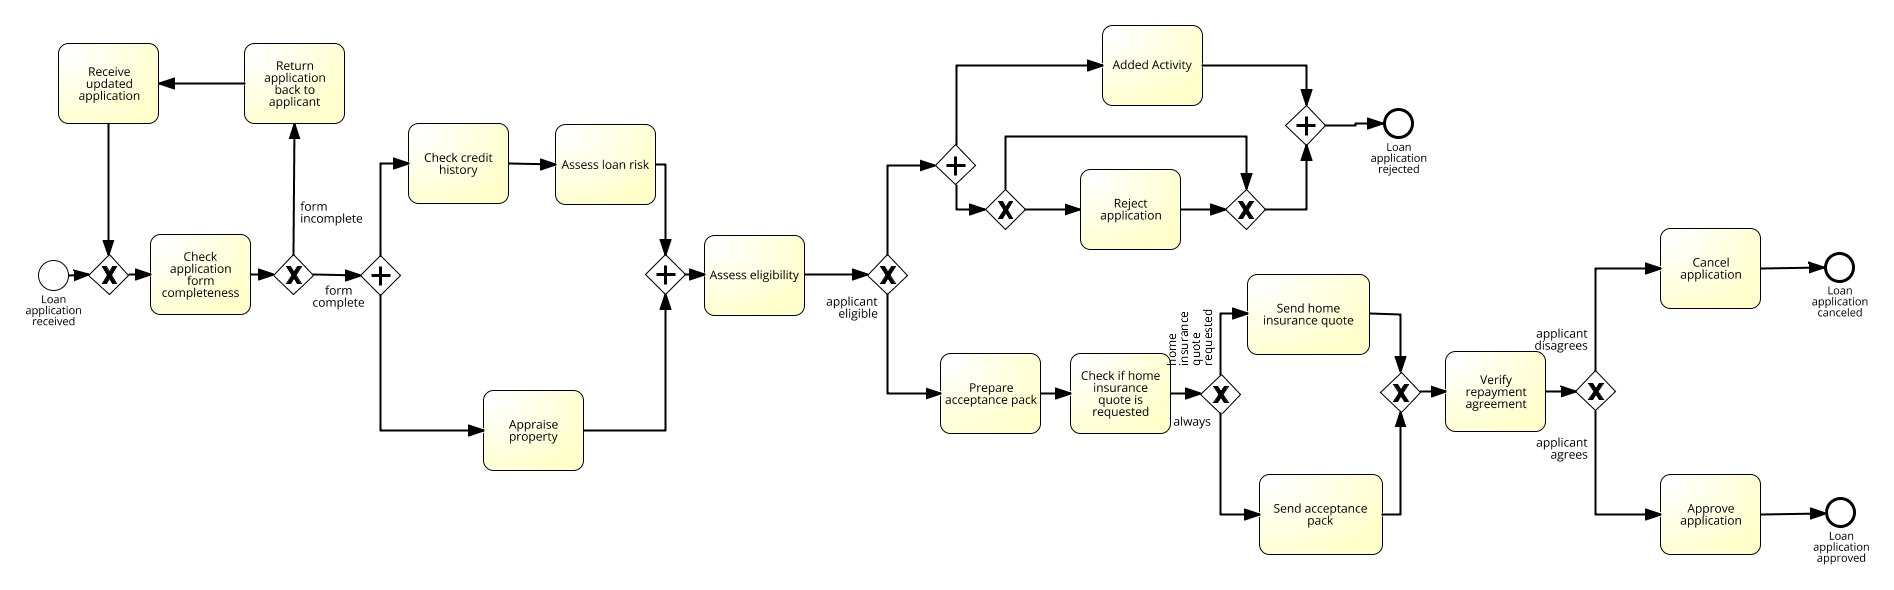 Receive
updated
application
Return
application
back to
applicant
form
incomplete
Loan
application
received
Check
application
form
completeness
form
complete
Check credit
history
Assess loan risk
Appraise
property
Assess eligibility
applicant
eligible
Added Activity
Reject
application
Loan
application
rejected
Prepare
acceptance pack
Check if home
insurance
quote is
requested
home
insurance
quote
requested
always
Send home
insurance quote
Send acceptance
pack
Verify
repayment
agreement
applicant
disagrees
applicant
agrees
Cancel
application
Loan
application
canceled
Approve
application
Loan
application
approved